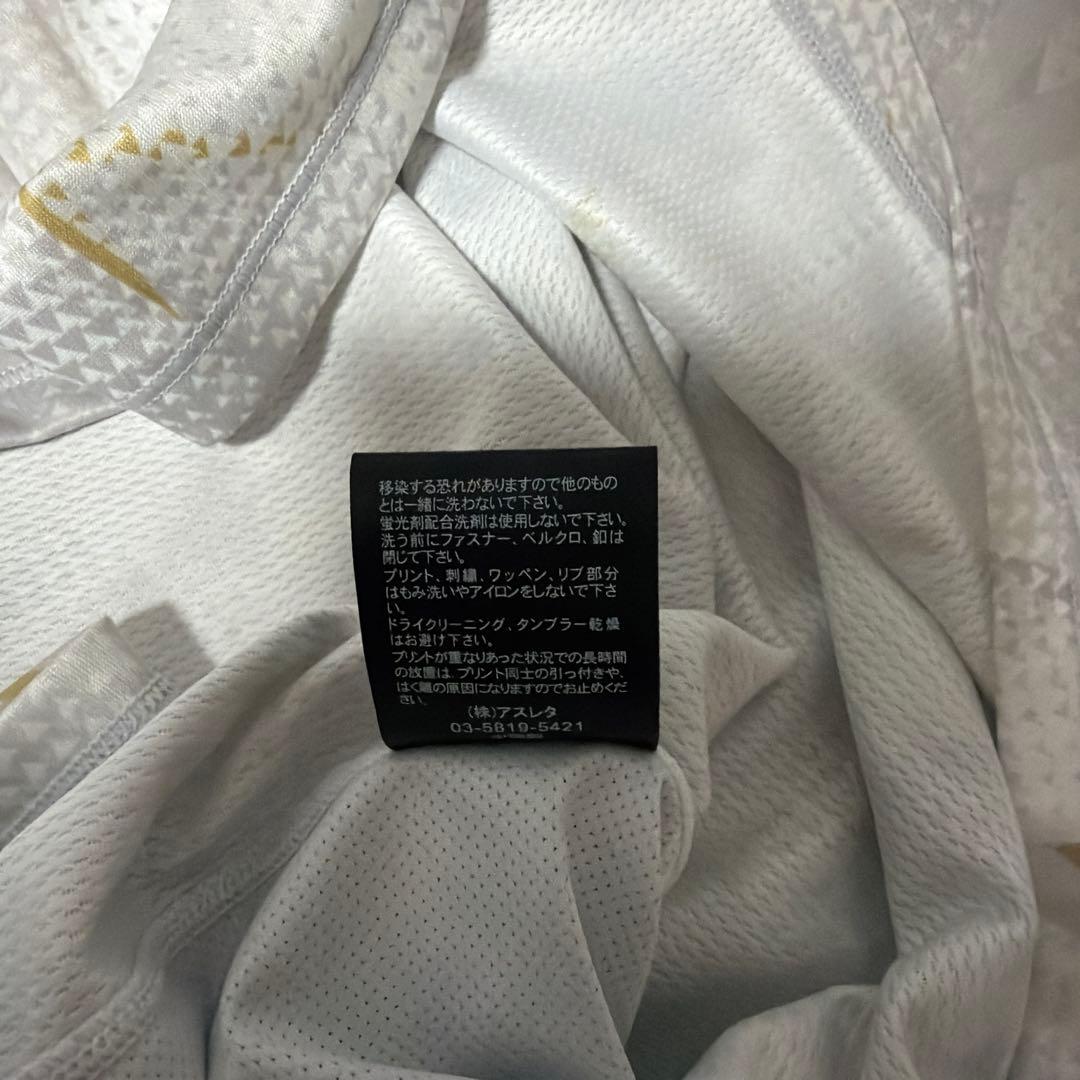 移染する恐れがありますので他のもの
とは一緒に洗わないで下さい。
蛍光剤配合洗剤は使用しないで下さい。
洗う前にファスナー、ベルクロ、釦は
閉じて下さい。
プリント、刺繍、ワッペン、リブ部分
はもみ洗いやアイロンをしないで下さ
い。
ドライクリーニング、タンブラー乾燥
はお避け下さい。
プリントが重なりあった状況での長時間
の放置は、プリント同士の引っ付きや、
はく離の原因になりますのでお止めくだ
さい。
（株）アスレタ
03-5819-5421